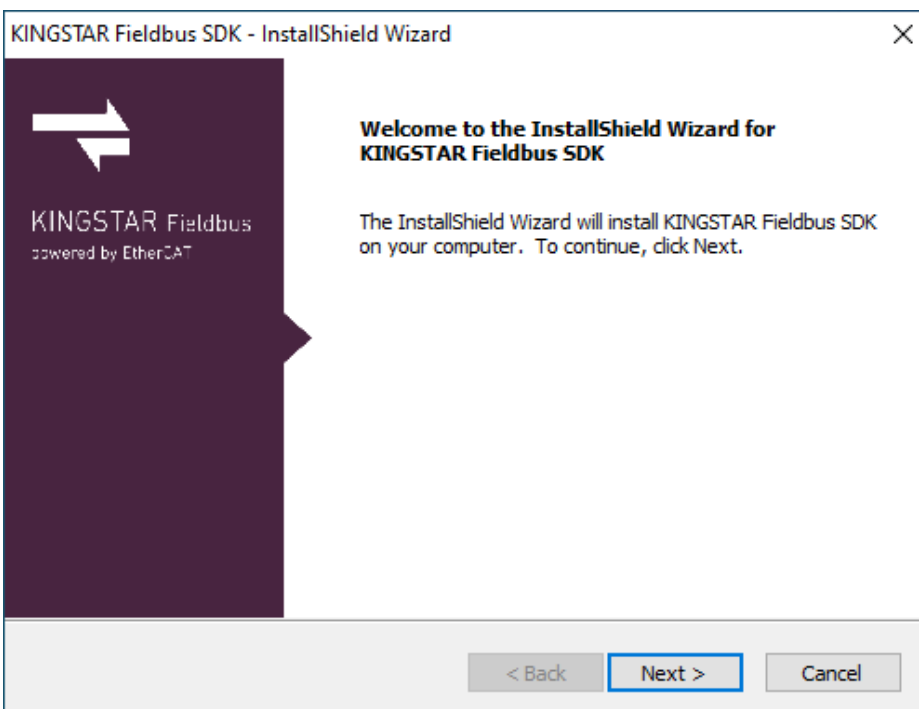 KINGSTAR Fieldbus SDK - InstallShield Wizard
KINGSTAR Fieldbus
powered by EtherCAT
Welcome to the InstallShield Wizard for
KINGSTAR Fieldbus SDK
The InstallShield Wizard will install KINGSTAR Fieldbus SDK
on your computer.  To continue, click Next.
< Back
Next >
Cancel